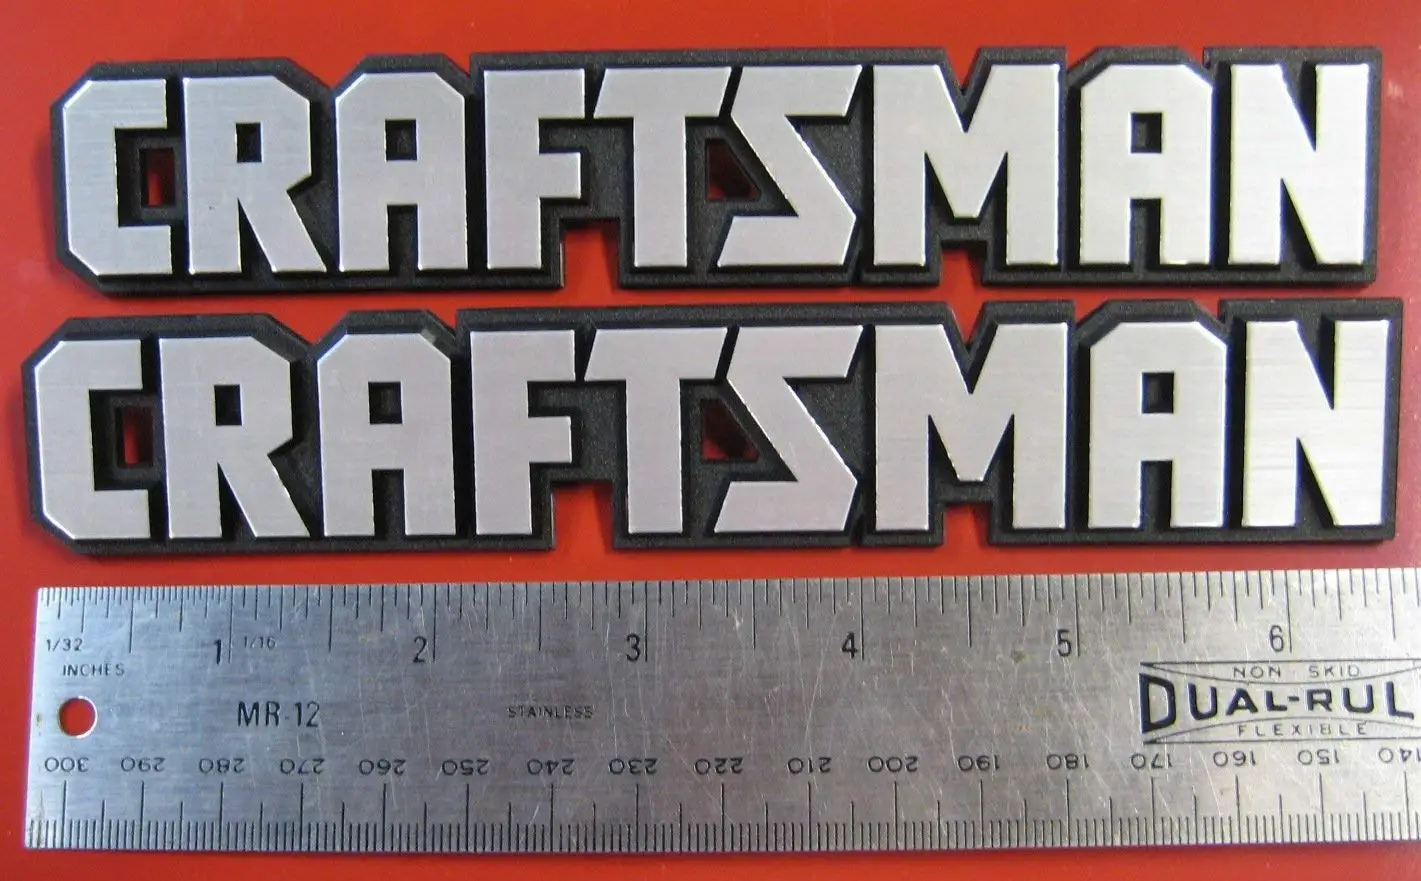 CRAFTSMAN
CRAFTSMAN
1/32 1 1/16 2 3 4 5 6
INCHES
NON SKID
MR-12 STAINLESS DUAL-RUL
FLEXIBLE
300 290 280 270 260 250 240 230 220 210 200 190 180 170 160 150 140